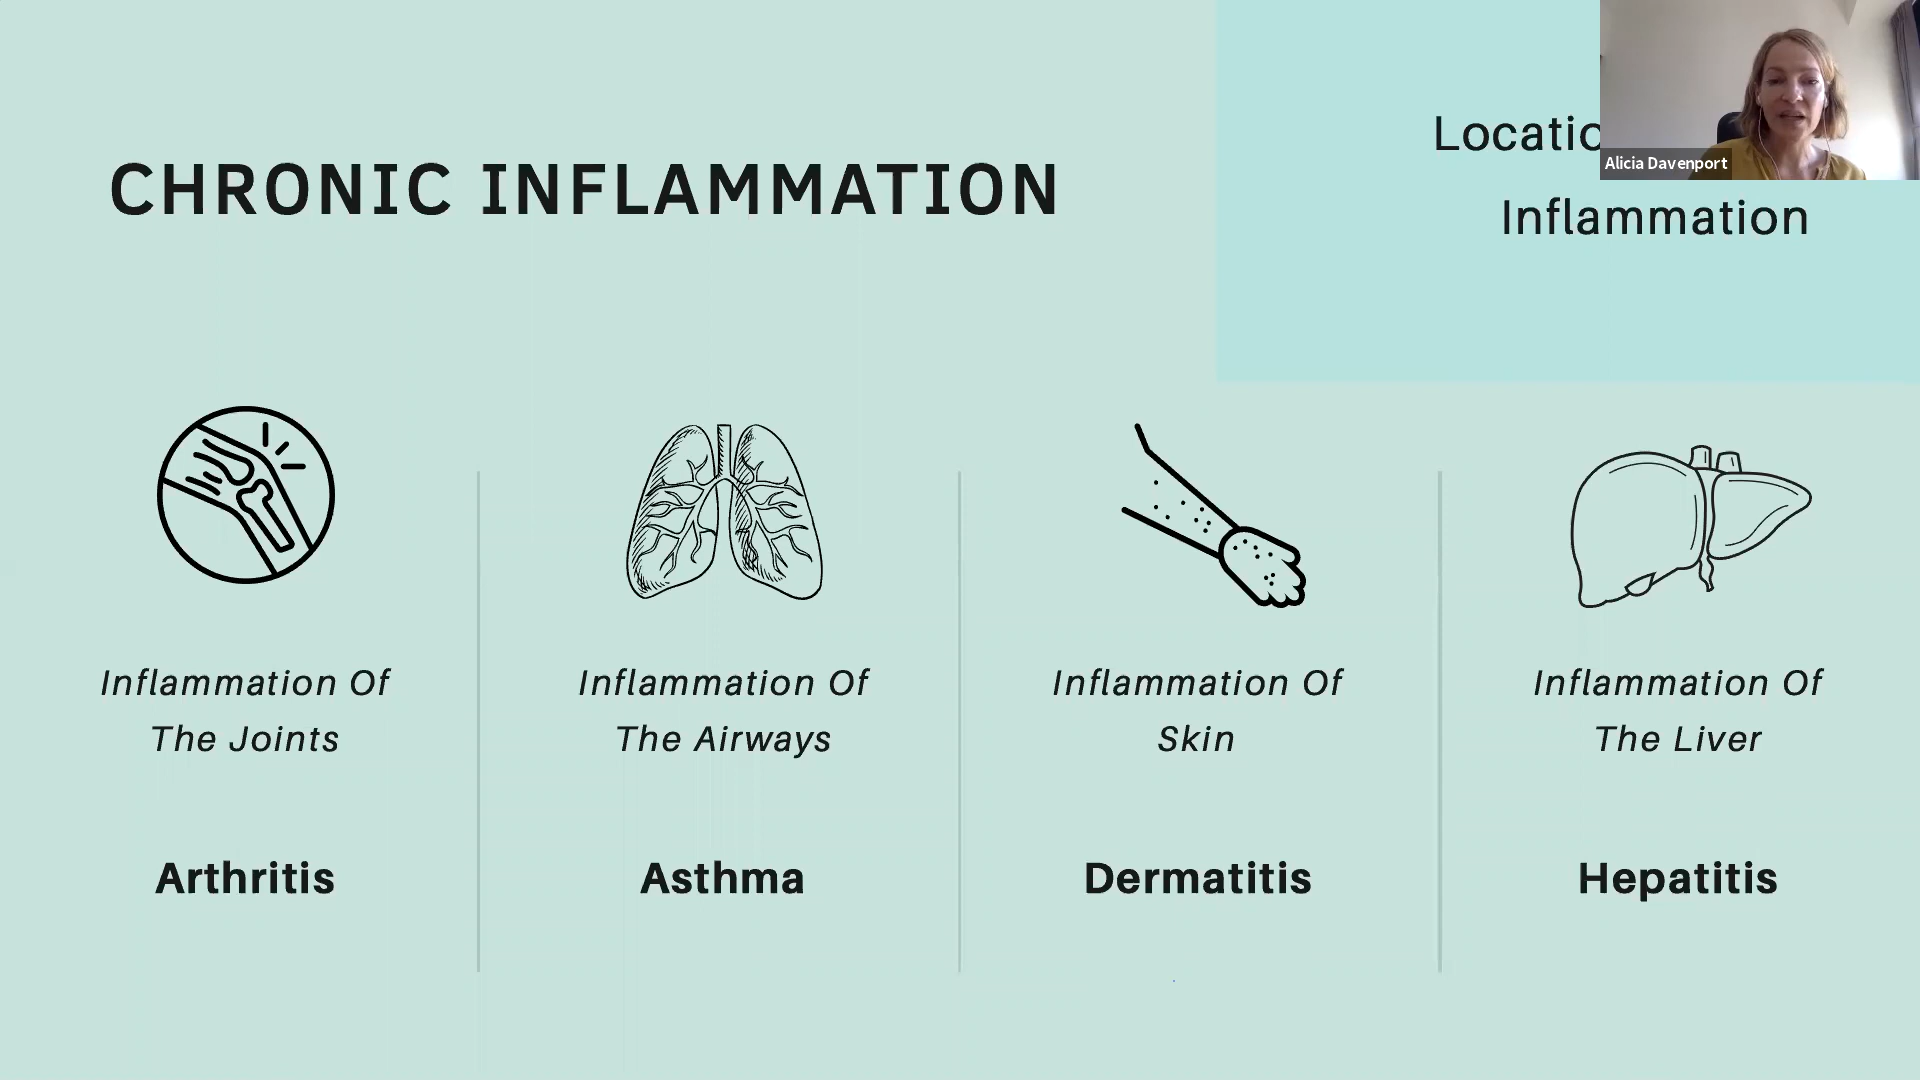 CHRONIC INFLAMMATION
Inflammation
Alicia Davenport
Inflammation Of
The Joints
Arthritis
Inflammation Of
The Airways
Asthma
Inflammation Of
Skin
Dermatitis
Inflammation Of
The Liver
Hepatitis